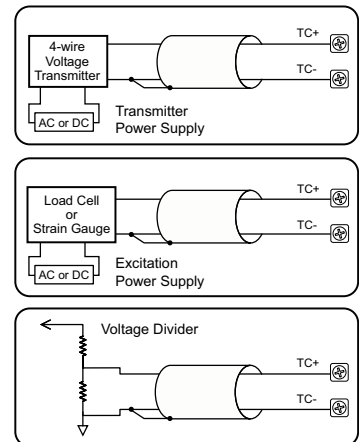 4-wire
Voltage
Transmitter
TC+
TC-
AC or DC
Transmitter
Power Supply
Load Cell
or
Strain Gauge
TC+
TC-
AC or DC
Excitation
Power Supply
Voltage Divider
TC+
TC-